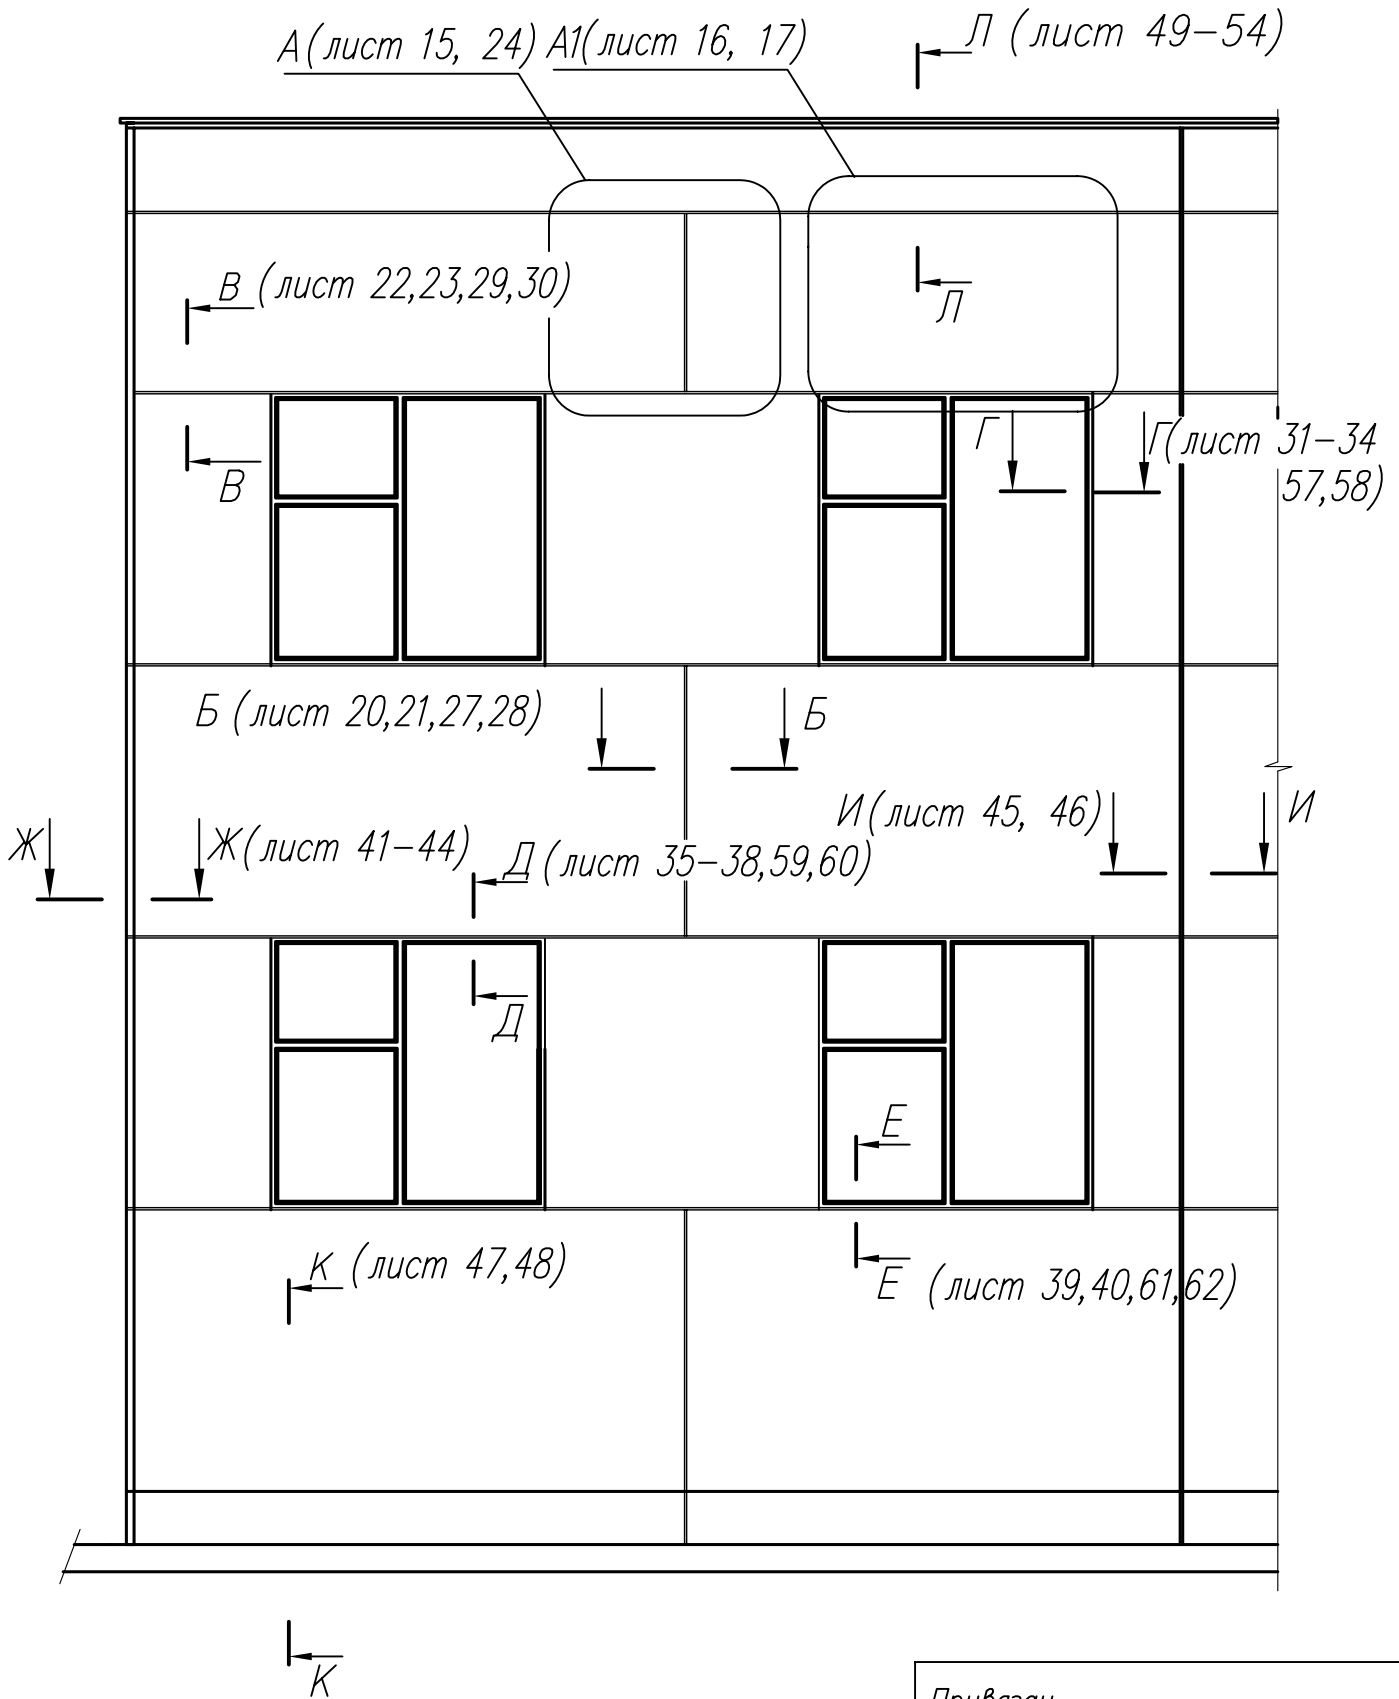 А(лист 15, 24)
А1(лист 16, 17)
Л (лист 49-54)
В (лист 22,23,29,30)
Л
Г
Г(лист 31-34
57,58)
В
Б (лист 20,21,27,28)
Б
И(лист 45, 46)
И
Ж
Ж(лист 41-44)
Д (лист 35-38,59,60)
Д
Е
К (лист 47,48)
Е (лист 39,40,61,62)
К
Привязан